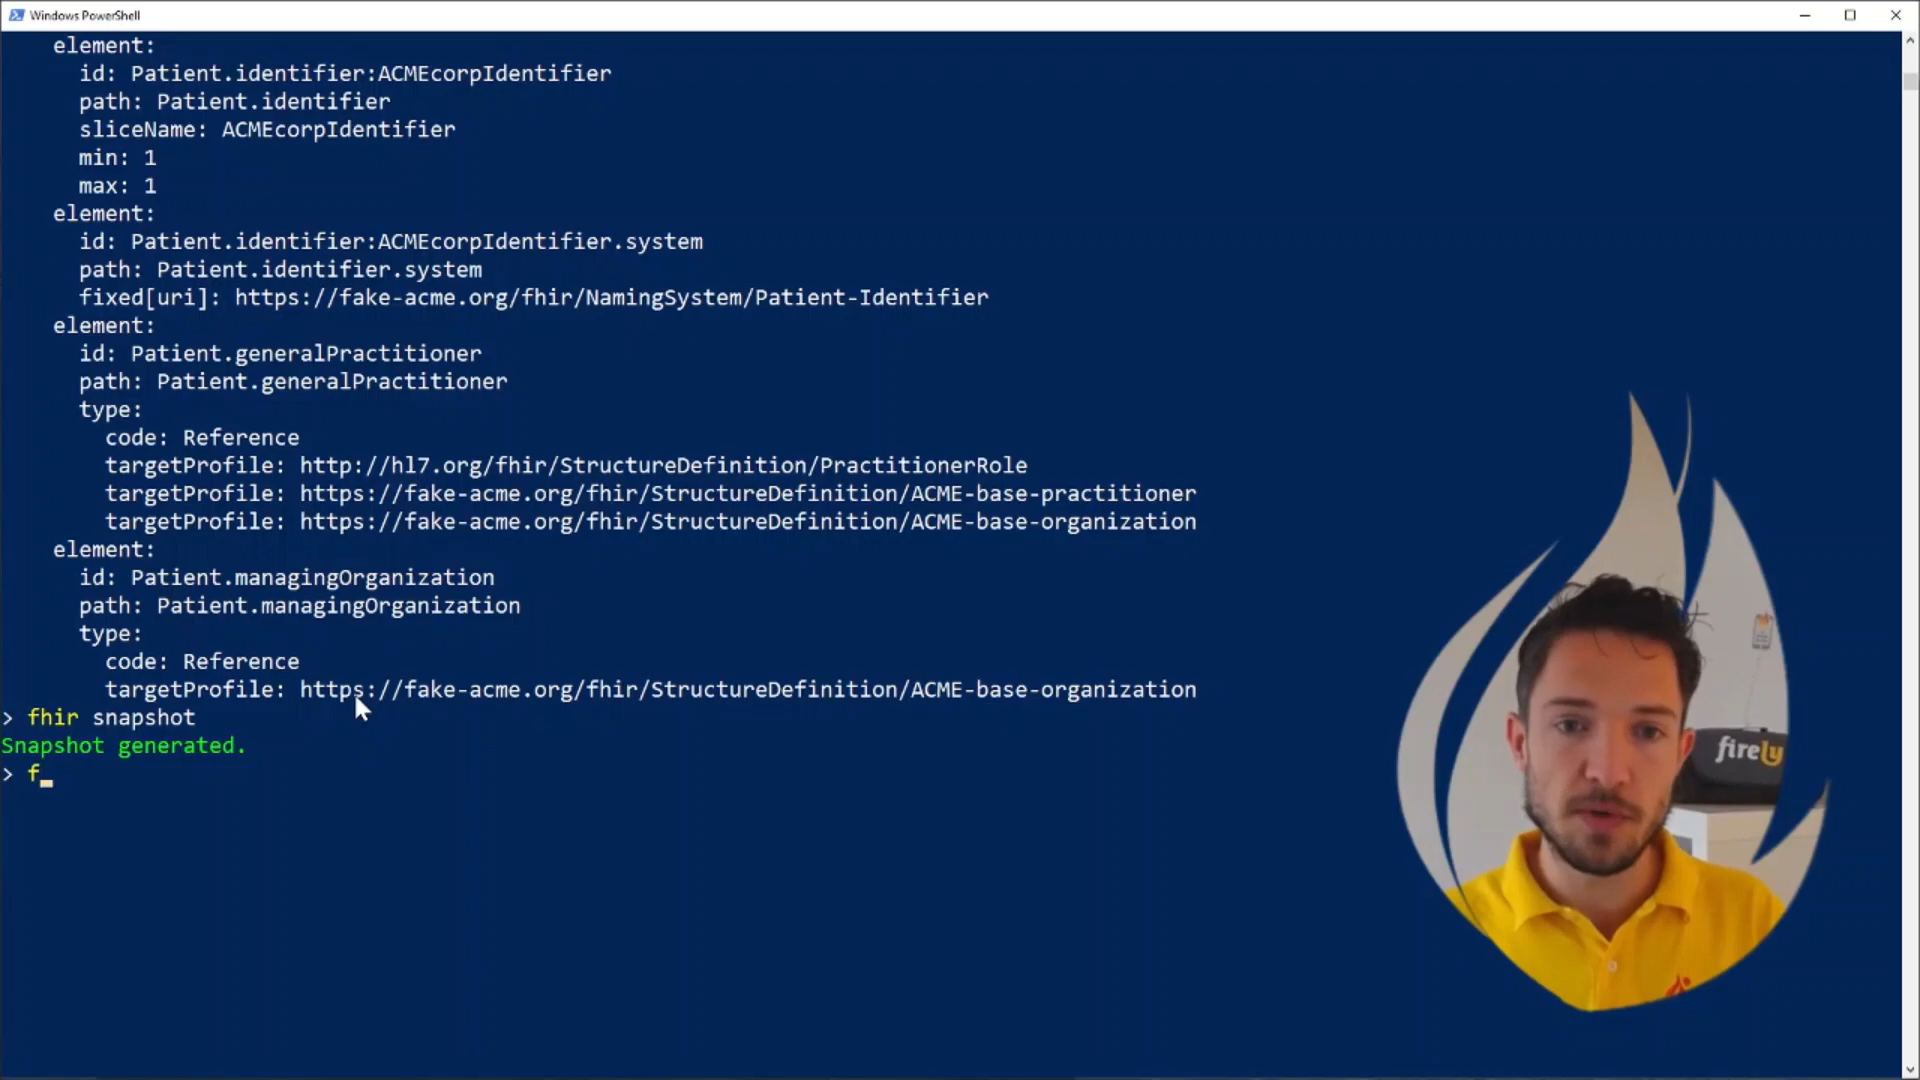 Windows PowerShell
element:
id: Patient.identifier:ACMEcorpIdentifier
path: Patient.identifier
sliceName: ACMEcorpIdentifier
min: 1
max: 1
element:
id: Patient.identifier:ACMEcorpIdentifier.system
path: Patient.identifier.system
fixed[uri]: https://fake-acme.org/fhir/NamingSystem/Patient-Identifier
element:
id: Patient.generalPractitioner
path: Patient.generalPractitioner
type:
code: Reference
targetProfile: http://hl7.org/fhir/StructureDefinition/PractitionerRole
targetProfile: https://fake-acme.org/fhir/StructureDefinition/ACME-base-practitioner
targetProfile: https://fake-acme.org/fhir/StructureDefinition/ACME-base-organization
element:
id: Patient.managingOrganization
path: Patient.managingOrganization
type:
code: Reference
targetProfile: https://fake-acme.org/fhir/StructureDefinition/ACME-base-organization
> fhir snapshot
Snapshot generated.
> f_
firely